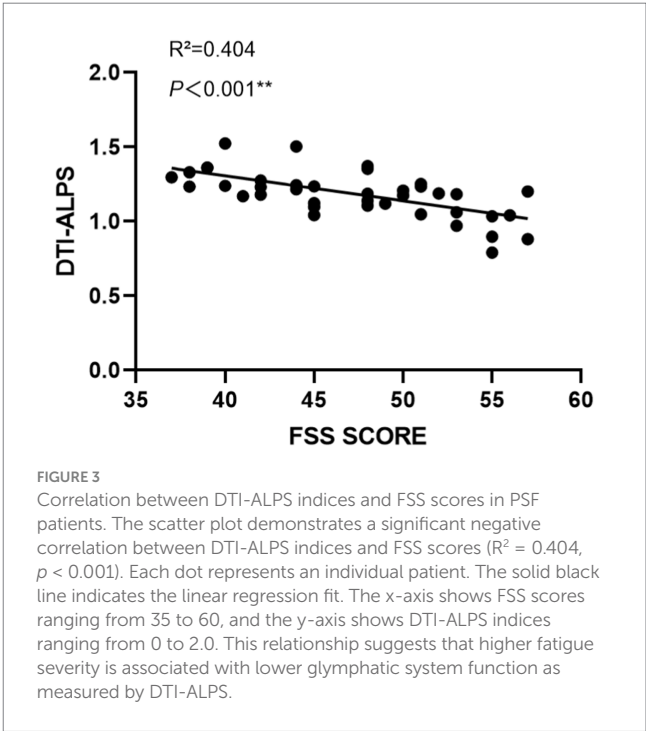 R²=0.404
P<0.001**
2.0
1.5
1.0
0.5
0.0
DTI-ALPS
35 40 45 50 55 60
FSS SCORE
FIGURE 3
Correlation between DTI-ALPS indices and FSS scores in PSF
patients. The scatter plot demonstrates a significant negative
correlation between DTI-ALPS indices and FSS scores (R² = 0.404,
p < 0.001). Each dot represents an individual patient. The solid black
line indicates the linear regression fit. The x-axis shows FSS scores
ranging from 35 to 60, and the y-axis shows DTI-ALPS indices
ranging from 0 to 2.0. This relationship suggests that higher fatigue
severity is associated with lower glymphatic system function as
measured by DTI-ALPS.